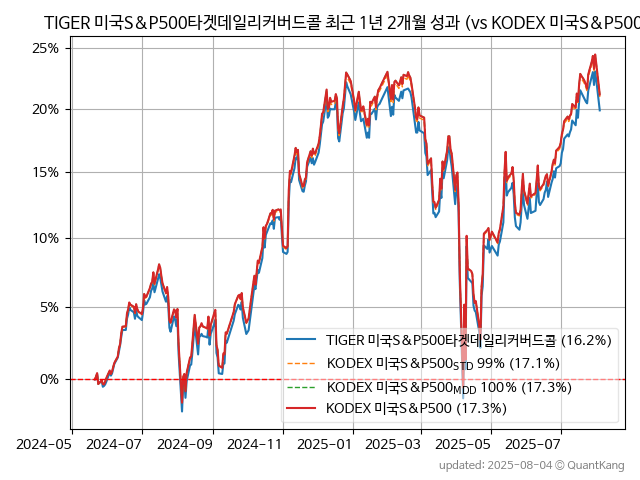 TIGER 미국S&P500타겟데일리커버드콜 최근 1년 2개월 성과 (vs KODEX 미국S&P500
25%
20%
15%
10%
5%
0%
TIGER 미국S&P500타겟데일리커버드콜 (16.2%)
KODEX 미국S&P500STD 99% (17.1%)
KODEX 미국S&P500MDD 100% (17.3%)
KODEX 미국S&P500 (17.3%)
2024-05 2024-07 2024-09 2024-11 2025-01 2025-03 2025-05 2025-07
updated: 2025-08-04 © QuantKang